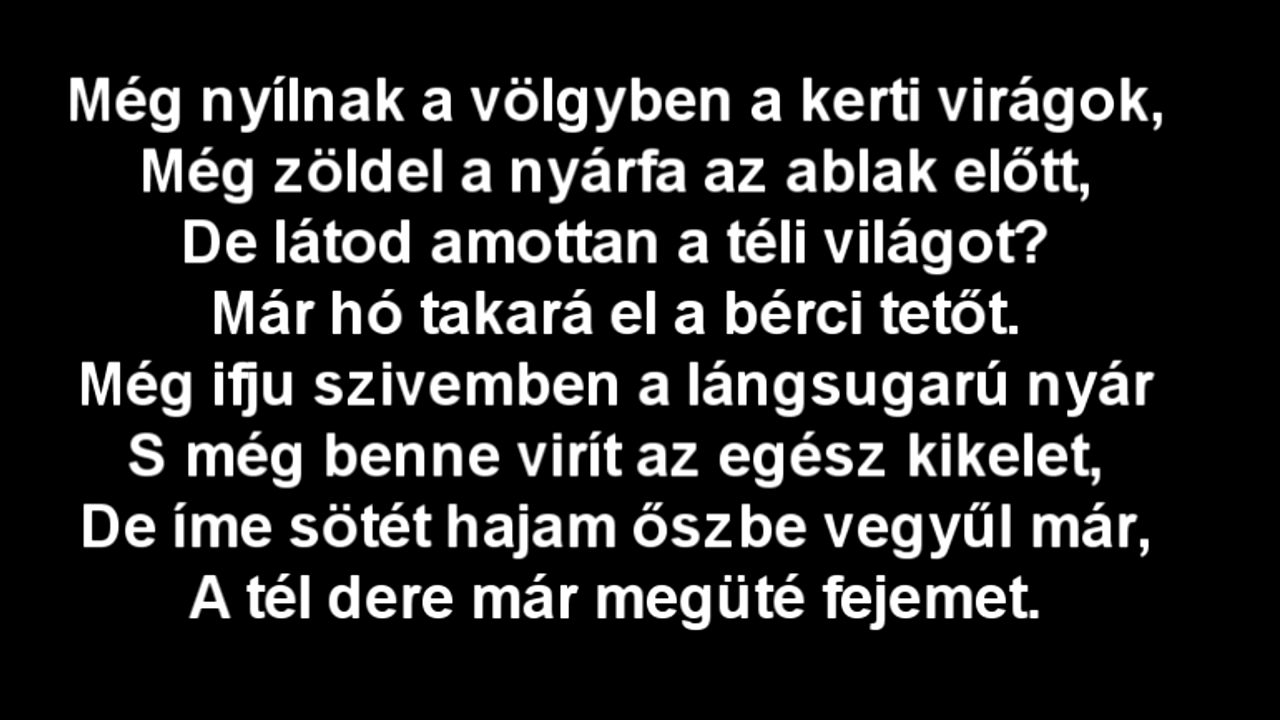 Még nyílnak a völgyben a kerti virágok,
Még zöldel a nyárfa az ablak előtt,
De látod amottan a téli világot?
Már hó takará el a bérci tetőt.
Még ifju szivemben a lángsugarú nyár
S még benne virít az egész kikelet,
De íme sötét hajam őszbe vegyűl már,
A tél dere már megüté fejemet.